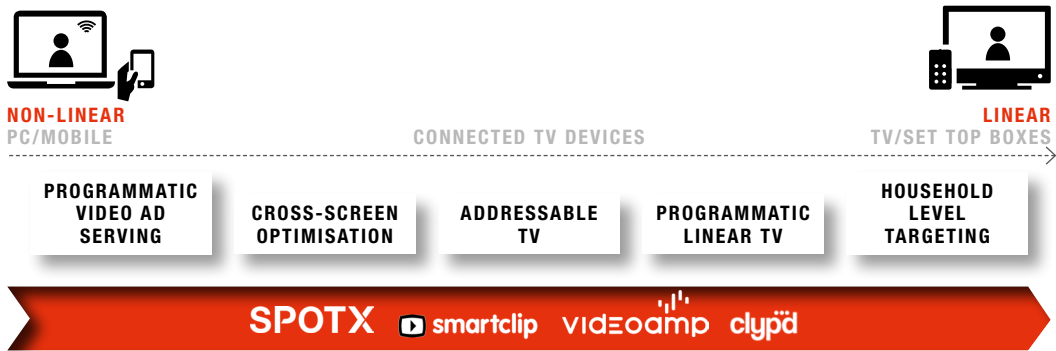 NON-LINEAR
PC/MOBILE
CONNECTED TV DEVICES
LINEAR
TV/SET TOP BOXES
PROGRAMMATIC
VIDEO AD
SERVING
CROSS-SCREEN
OPTIMISATION
ADDRESSABLE
TV
PROGRAMMATIC
LINEAR TV
HOUSEHOLD
LEVEL
TARGETING
SPOTX smartclip VIDEOAMP clypd